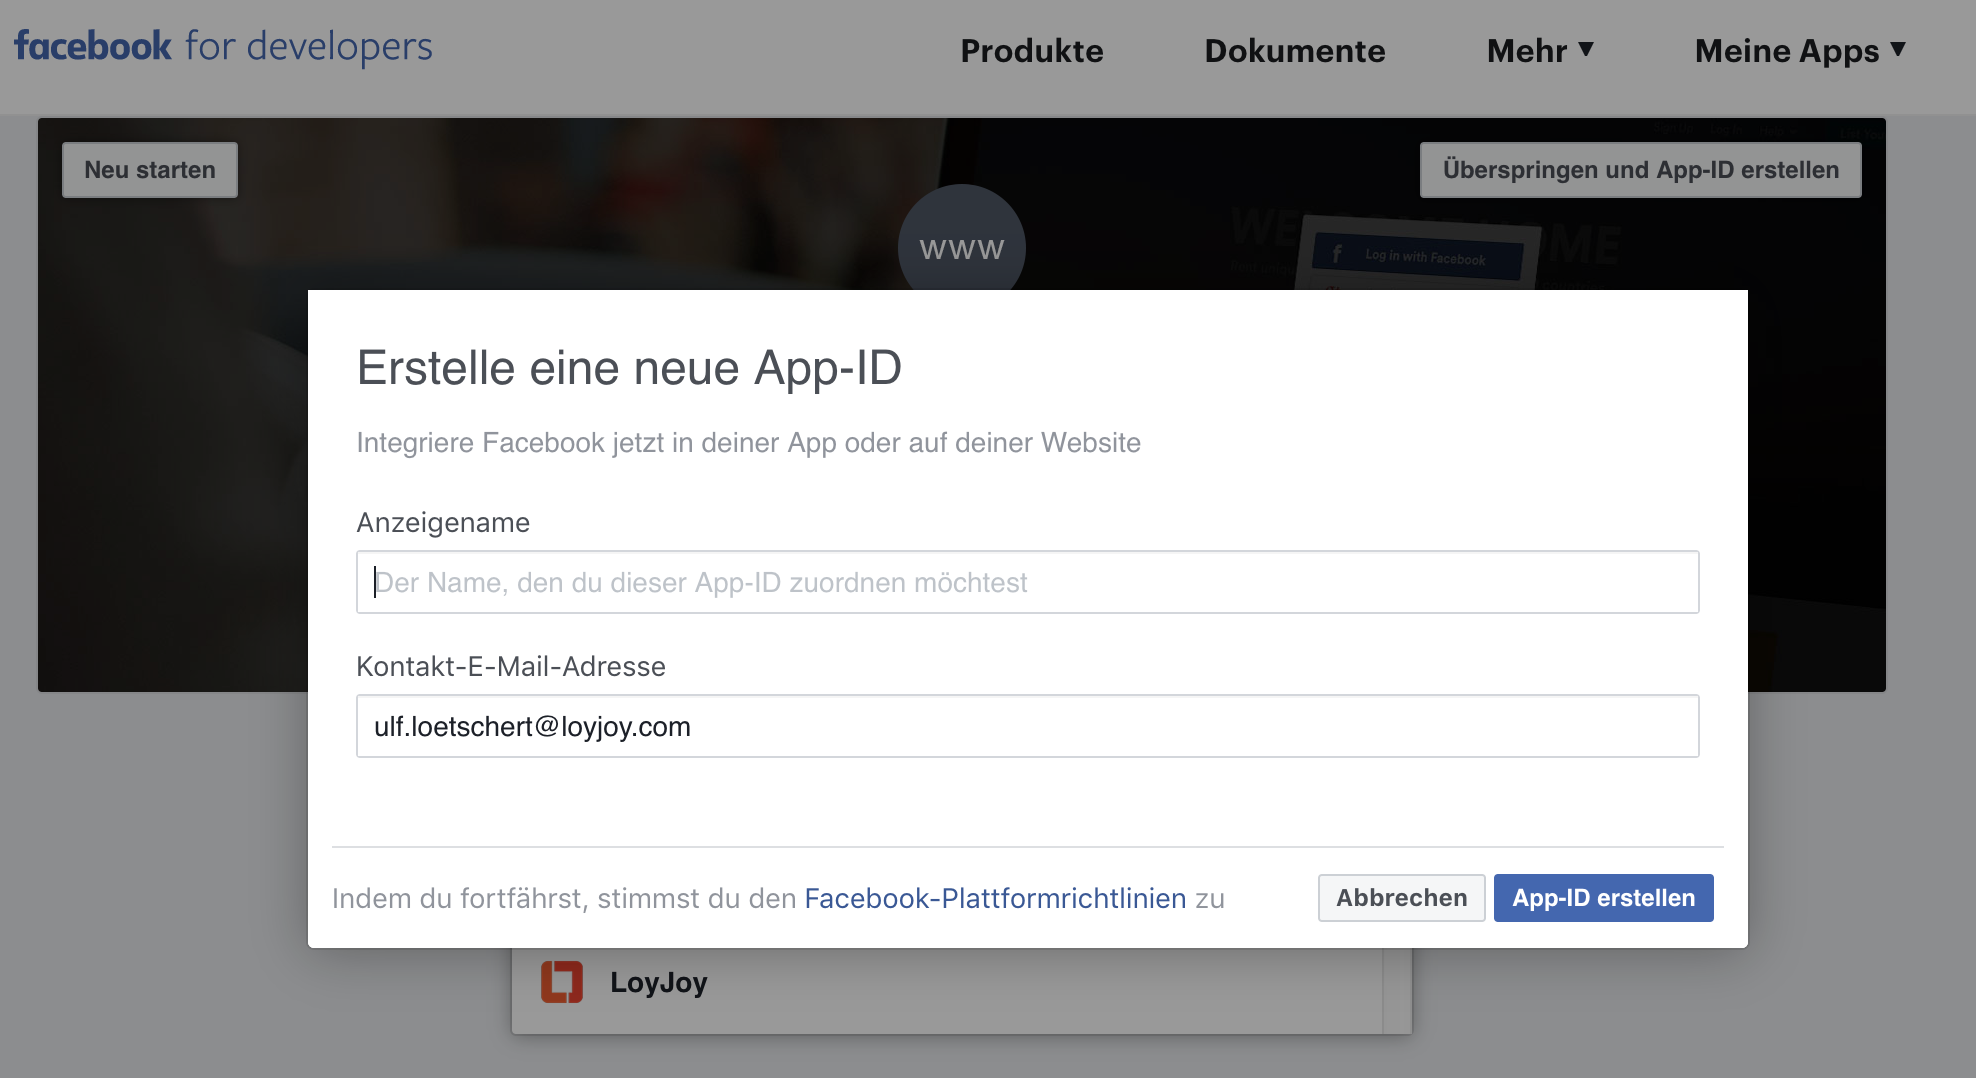 facebook for developers
Produkte
Dokumente
Mehr ▼
Meine Apps ▼
Neu starten
Überspringen und App-ID erstellen
www
Log in with Facebook
Erstelle eine neue App-ID
Integriere Facebook jetzt in deiner App oder auf deiner Website
Anzeigename
Der Name, den du dieser App-ID zuordnen möchtest
Kontakt-E-Mail-Adresse
ulf.loetschert@loyjoy.com
Indem du fortfährst, stimmst du den Facebook-Plattformrichtlinien zu
Abbrechen
App-ID erstellen
LoyJoy